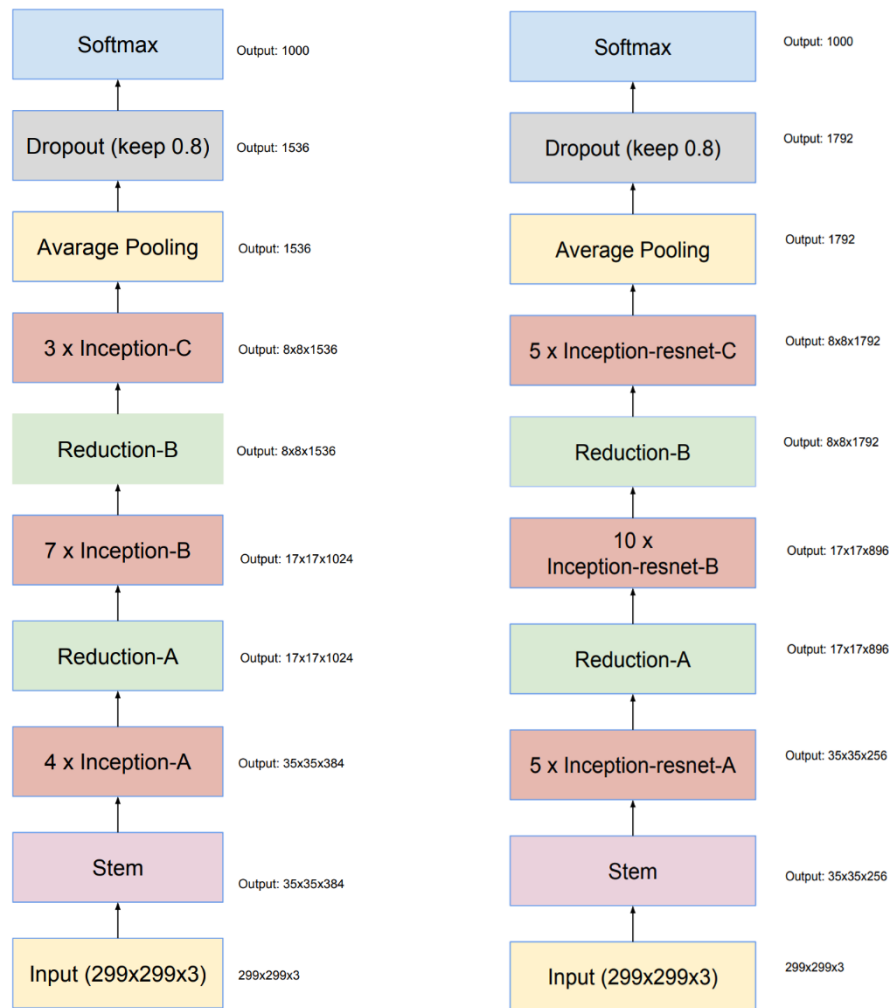 Softmax
Output: 1000
Dropout (keep 0.8)
Output: 1536
Avarage Pooling
Output: 1536
3 x Inception-C
Output: 8x8x1536
Reduction-B
Output: 8x8x1536
7 x Inception-B
Output: 17x17x1024
Reduction-A
Output: 17x17x1024
4 x Inception-A
Output: 35x35x384
Stem
Output: 35x35x384
Input (299x299x3)
299x299x3
Softmax
Output: 1000
Dropout (keep 0.8)
Output: 1792
Average Pooling
Output: 1792
5 x Inception-resnet-C
Output: 8x8x1792
Reduction-B
Output: 8x8x1792
10 x
Inception-resnet-B
Output: 17x17x896
Reduction-A
Output: 17x17x896
5 x Inception-resnet-A
Output: 35x35x256
Stem
Output: 35x35x256
Input (299x299x3)
299x299x3